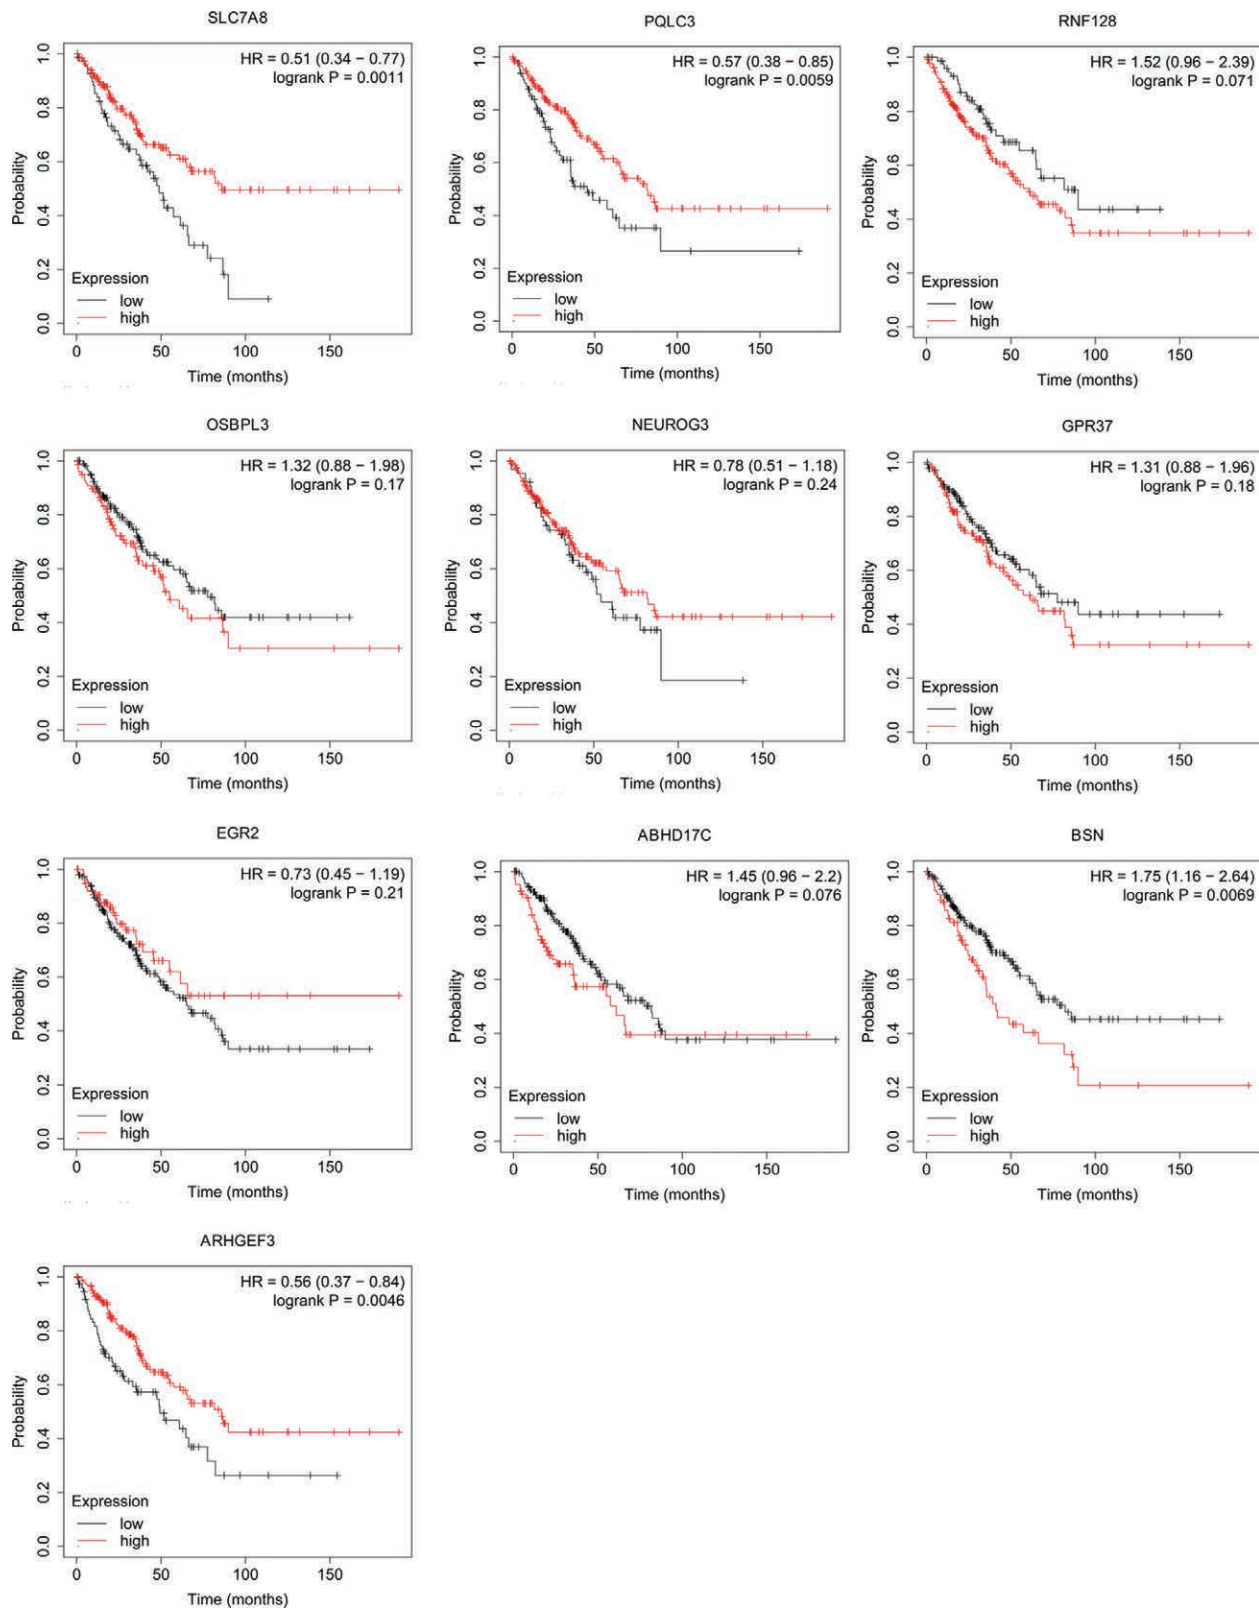 SLC7A8
HR = 0.51 (0.34 − 0.77)
logrank P = 0.0011
Probability
1.0
0.8
0.6
0.4
0.2
0.0
Expression
low
high
0 50 100 150
Time (months)
PQLC3
HR = 0.57 (0.38 − 0.85)
logrank P = 0.0059
Probability
1.0
0.8
0.6
0.4
0.2
0.0
Expression
low
high
0 50 100 150
Time (months)
RNF128
HR = 1.52 (0.96 − 2.39)
logrank P = 0.071
Probability
1.0
0.8
0.6
0.4
0.2
0.0
Expression
low
high
0 50 100 150
Time (months)
OSBPL3
HR = 1.32 (0.88 − 1.98)
logrank P = 0.17
Probability
1.0
0.8
0.6
0.4
0.2
0.0
Expression
low
high
0 50 100 150
Time (months)
NEUROG3
HR = 0.78 (0.51 − 1.18)
logrank P = 0.24
Probability
1.0
0.8
0.6
0.4
0.2
0.0
Expression
low
high
0 50 100 150
Time (months)
GPR37
HR = 1.31 (0.88 − 1.96)
logrank P = 0.18
Probability
1.0
0.8
0.6
0.4
0.2
0.0
Expression
low
high
0 50 100 150
Time (months)
EGR2
HR = 0.73 (0.45 − 1.19)
logrank P = 0.21
Probability
1.0
0.8
0.6
0.4
0.2
0.0
Expression
low
high
0 50 100 150
Time (months)
ABHD17C
HR = 1.45 (0.96 − 2.2)
logrank P = 0.076
Probability
1.0
0.8
0.6
0.4
0.2
0.0
Expression
low
high
0 50 100 150
Time (months)
BSN
HR = 1.75 (1.16 − 2.64)
logrank P = 0.0069
Probability
1.0
0.8
0.6
0.4
0.2
0.0
Expression
low
high
0 50 100 150
Time (months)
ARHGEF3
HR = 0.56 (0.37 − 0.84)
logrank P = 0.0046
Probability
1.0
0.8
0.6
0.4
0.2
0.0
Expression
low
high
0 50 100 150
Time (months)